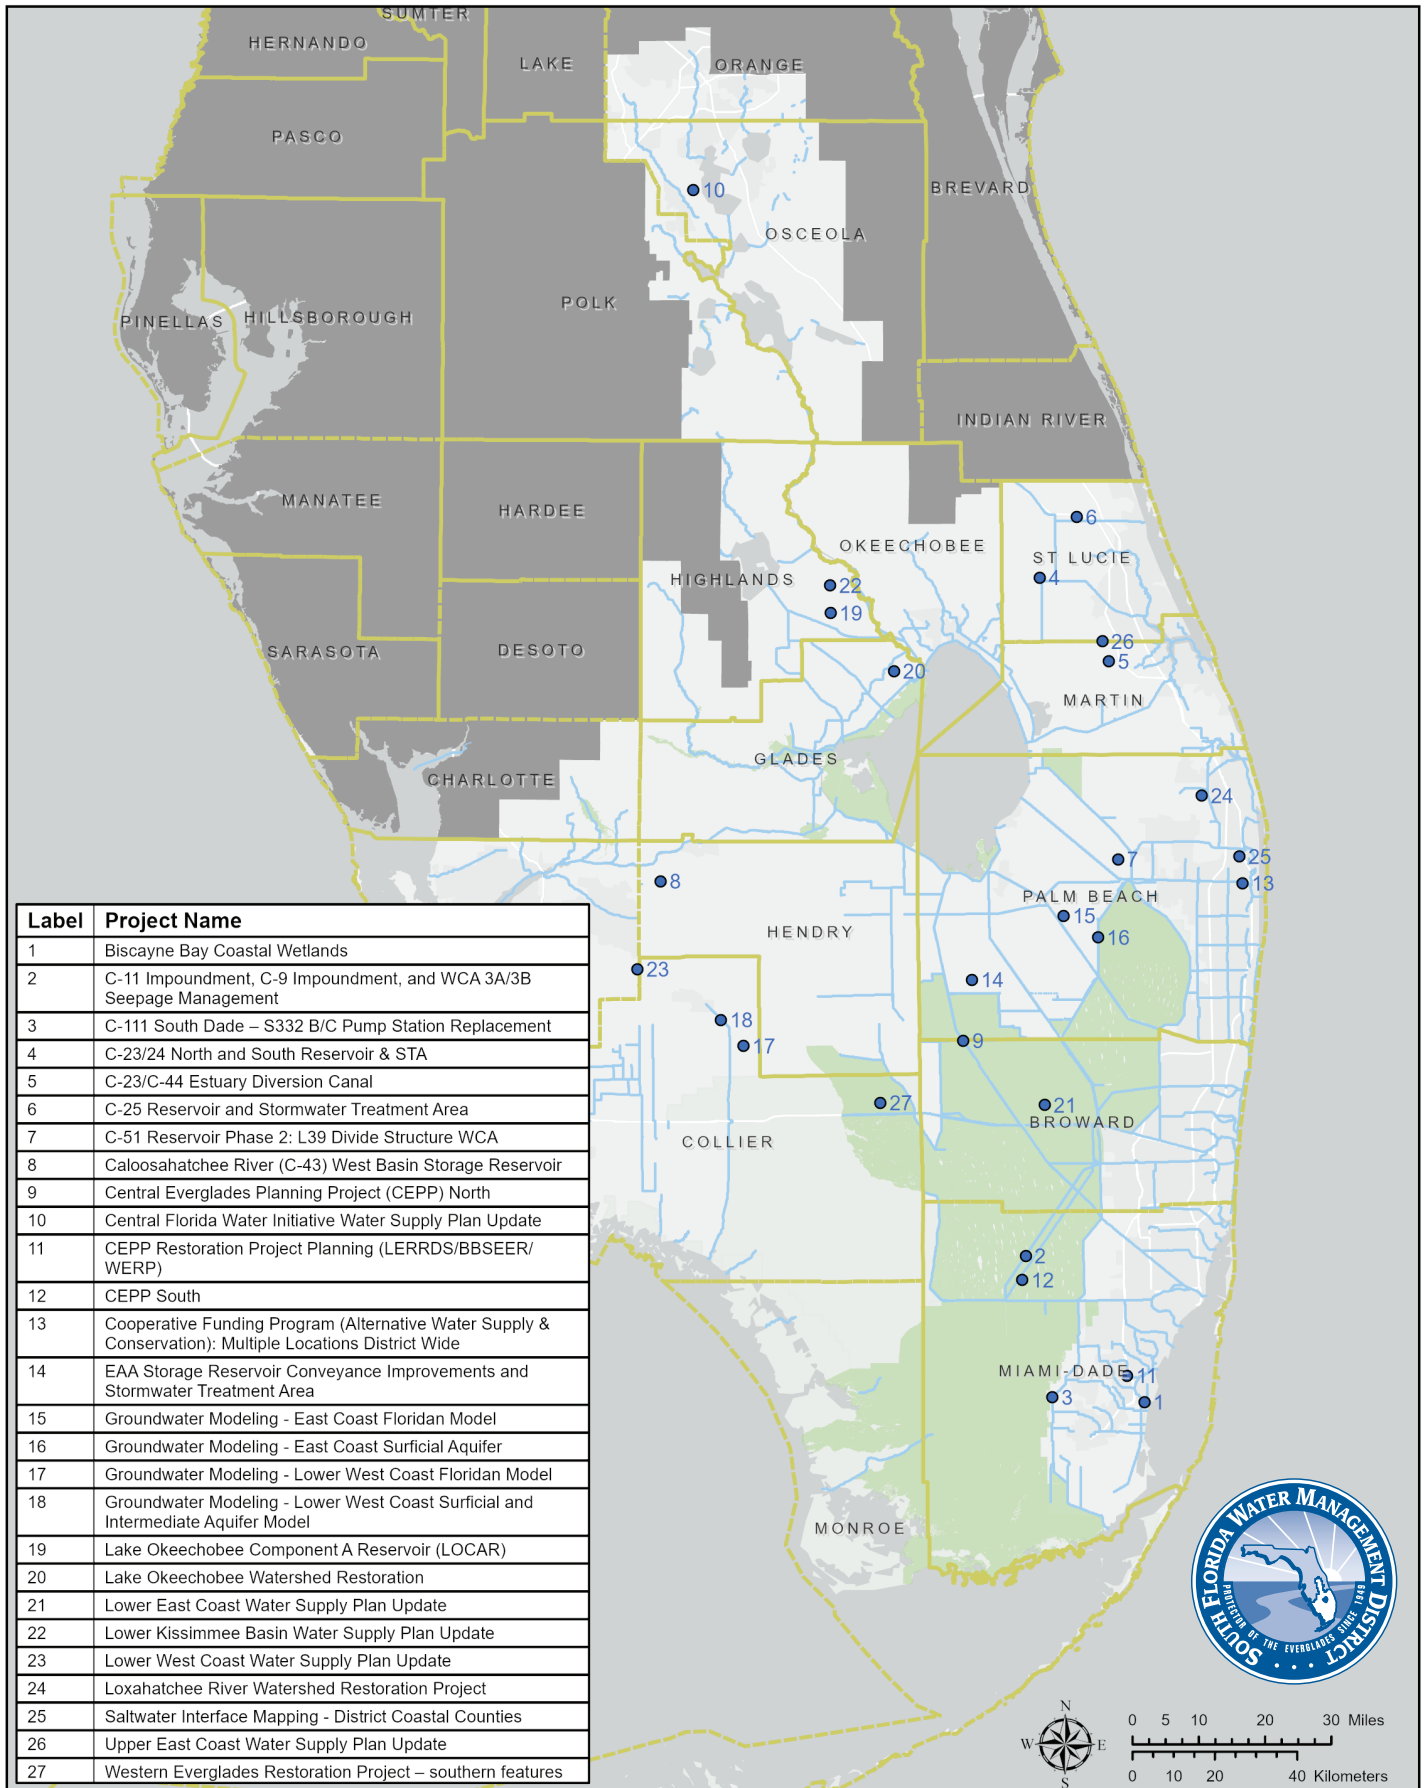 SUMTER
HERNANDO
LAKE
ORANGE
PASCO
BREVARD
10
OSCEOLA
POLK
PINELLAS
HILLSBOROUGH
INDIAN RIVER
MANATEE
HARDEE
6
OKEECHOBEE
ST LUCIE
HIGHLANDS
22
4
19
SARASOTA
DESOTO
26
5
20
MARTIN
GLADES
CHARLOTTE
24
7
25
8
13
PALM BEACH
15
HENDRY
16
23
14
18
17
9
27
21
BROWARD
COLLIER
2
12
MIAMI-DADE
11
3
1
MONROE
Label Project Name
1 Biscayne Bay Coastal Wetlands
2 C-11 Impoundment, C-9 Impoundment, and WCA 3A/3B
Seepage Management
3 C-111 South Dade – S332 B/C Pump Station Replacement
4 C-23/24 North and South Reservoir & STA
5 C-23/C-44 Estuary Diversion Canal
6 C-25 Reservoir and Stormwater Treatment Area
7 C-51 Reservoir Phase 2: L39 Divide Structure WCA
8 Caloosahatchee River (C-43) West Basin Storage Reservoir
9 Central Everglades Planning Project (CEPP) North
10 Central Florida Water Initiative Water Supply Plan Update
11 CEPP Restoration Project Planning (LERRDS/BBSEER/
WERP)
12 CEPP South
13 Cooperative Funding Program (Alternative Water Supply &
Conservation): Multiple Locations District Wide
14 EAA Storage Reservoir Conveyance Improvements and
Stormwater Treatment Area
15 Groundwater Modeling - East Coast Floridan Model
16 Groundwater Modeling - East Coast Surficial Aquifer
17 Groundwater Modeling - Lower West Coast Floridan Model
18 Groundwater Modeling - Lower West Coast Surficial and
Intermediate Aquifer Model
19 Lake Okeechobee Component A Reservoir (LOCAR)
20 Lake Okeechobee Watershed Restoration
21 Lower East Coast Water Supply Plan Update
22 Lower Kissimmee Basin Water Supply Plan Update
23 Lower West Coast Water Supply Plan Update
24 Loxahatchee River Watershed Restoration Project
25 Saltwater Interface Mapping - District Coastal Counties
26 Upper East Coast Water Supply Plan Update
27 Western Everglades Restoration Project – southern features
SOUTH FLORIDA WATER MANAGEMENT DISTRICT
PROTECTOR OF THE EVERGLADES SINCE 1949
N
W E
S
0 5 10 20 30 Miles
0 10 20 40 Kilometers